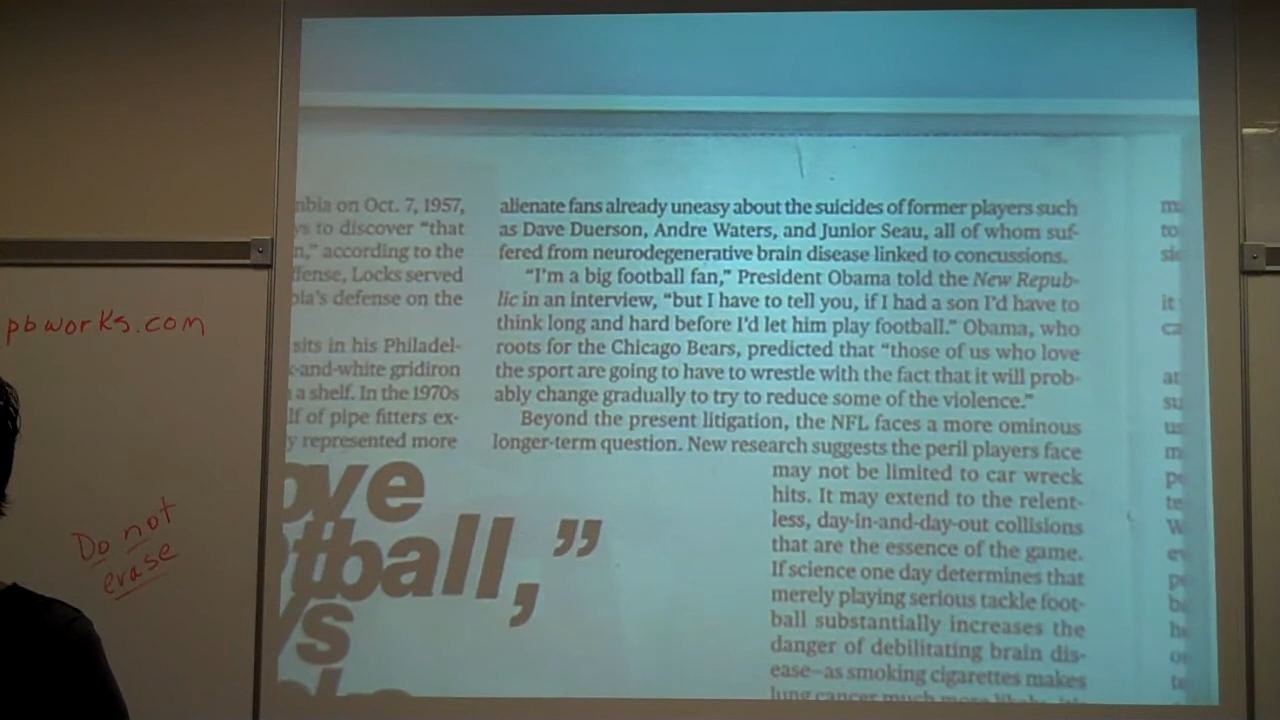 pbworks.com
Do not
erase
on Oct. 7, 1957,
to discover “that
according to the
Locks served
defense on the
sits in his Philadel-
and-white gridiron
a shelf. In the 1970s
of pipe fitters ex-
represented more
ove
tball,”
ys
alienate fans already uneasy about the suicides of former players such
as Dave Duerson, Andre Waters, and Junior Seau, all of whom suf-
fered from neurodegenerative brain disease linked to concussions.
“I’m a big football fan,” President Obama told the New Repub-
lic in an interview, “but I have to tell you, if I had a son I’d have to
think long and hard before I’d let him play football.” Obama, who
roots for the Chicago Bears, predicted that “those of us who love
the sport are going to have to wrestle with the fact that it will prob-
ably change gradually to try to reduce some of the violence.”
Beyond the present litigation, the NFL faces a more ominous
longer-term question. New research suggests the peril players face
may not be limited to car wreck
hits. It may extend to the relent-
less, day-in-and-day-out collisions
that are the essence of the game.
If science one day determines that
merely playing serious tackle foot-
ball substantially increases the
danger of debilitating brain dis-
ease—as smoking cigarettes makes
lung cancer much more likely